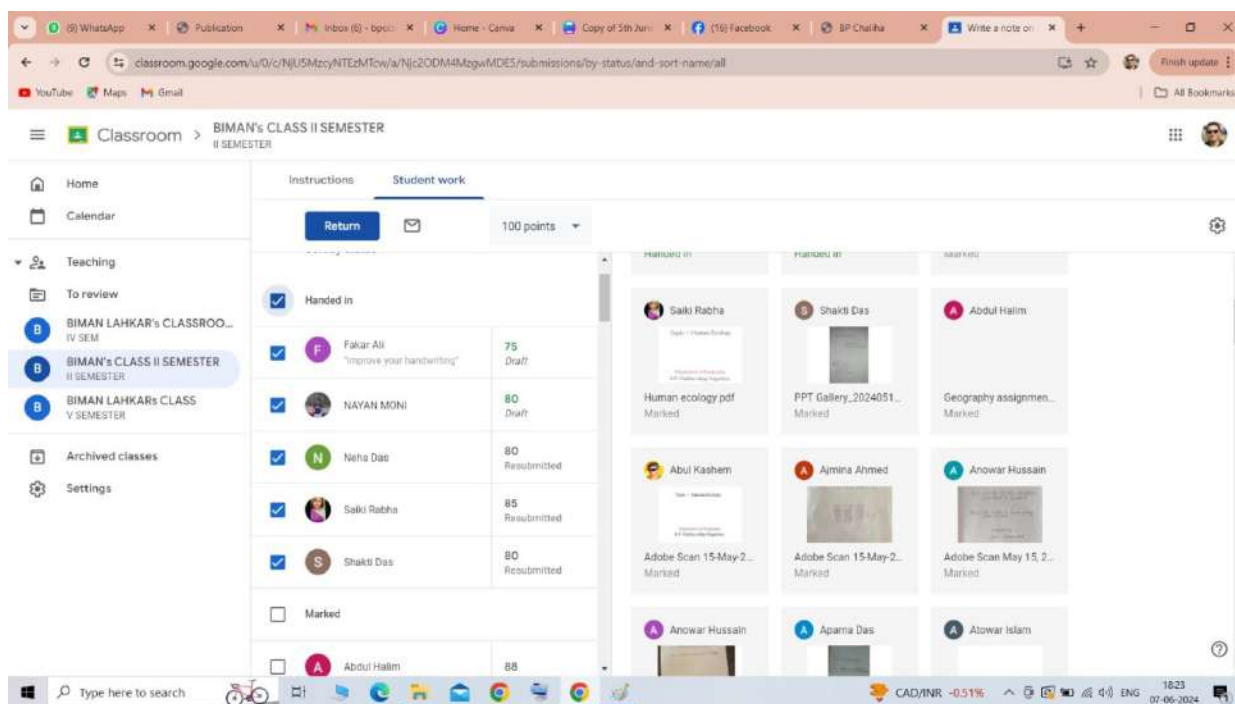 (9) WhatsApp
Publication
Inbox (6) - bpcc
Home - Canva
Copy of 5th June
(16) Facebook
BP Chaliha
Write a note on
classroom.google.com/u/0/c/NjU5MzcyNTEzMTcw/a/Njc2ODM4MzgwMDE5/submissions/by-status/and-sort-name/all
Finish update
YouTube
Maps
Gmail
All Bookmarks
Classroom > BIMAN's CLASS II SEMESTER
II SEMESTER
Home
Calendar
Teaching
To review
BIMAN LAHKAR's CLASSROO...
IV SEM
BIMAN's CLASS II SEMESTER
II SEMESTER
BIMAN LAHKARs CLASS
V SEMESTER
Archived classes
Settings
Instructions
Student work
Return
100 points
Handed in
Fakar Ali
"Improve your handwriting"
75
Draft
NAYAN MONI
80
Draft
Neha Das
80
Resubmitted
Saiki Rabha
85
Resubmitted
Shakti Das
80
Resubmitted
Marked
Abdul Halim
88
Handed in
Handed in
Marked
Saiki Rabha
Topic :- Human Ecology
Human ecology pdf
Marked
Shakti Das
PPT Gallery_2024051...
Marked
Abdul Halim
Geography assignmen...
Marked
Abul Kashem
Adobe Scan 15-May-2...
Marked
Ajmina Ahmed
Adobe Scan 15-May-2...
Marked
Anowar Hussain
Adobe Scan May 15, 2...
Marked
Anowar Hussain
Aparna Das
Atowar Islam
Type here to search
CAD/INR -0.51%
ENG
18:23
07-06-2024